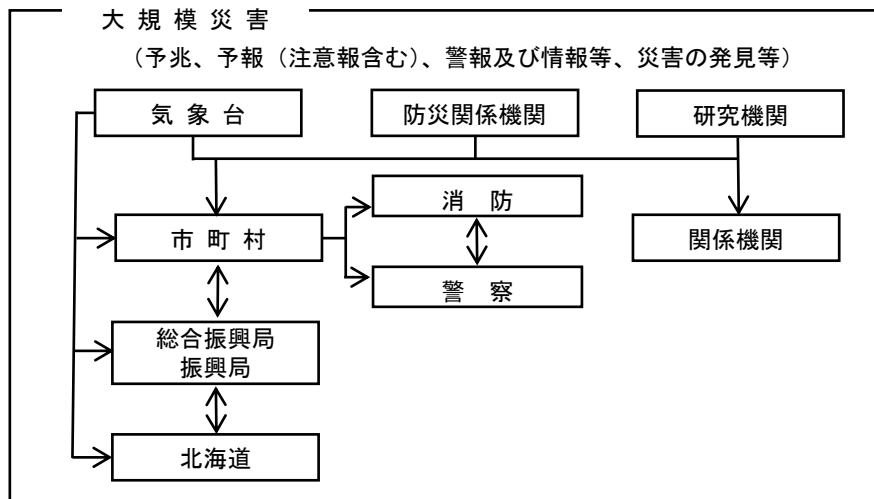 大規模災害
（予兆、予報（注意報含む）、警報及び情報等、災害の発見等）
気象台
防災関係機関
研究機関
消防
市町村
関係機関
警察
総合振興局
振興局
北海道